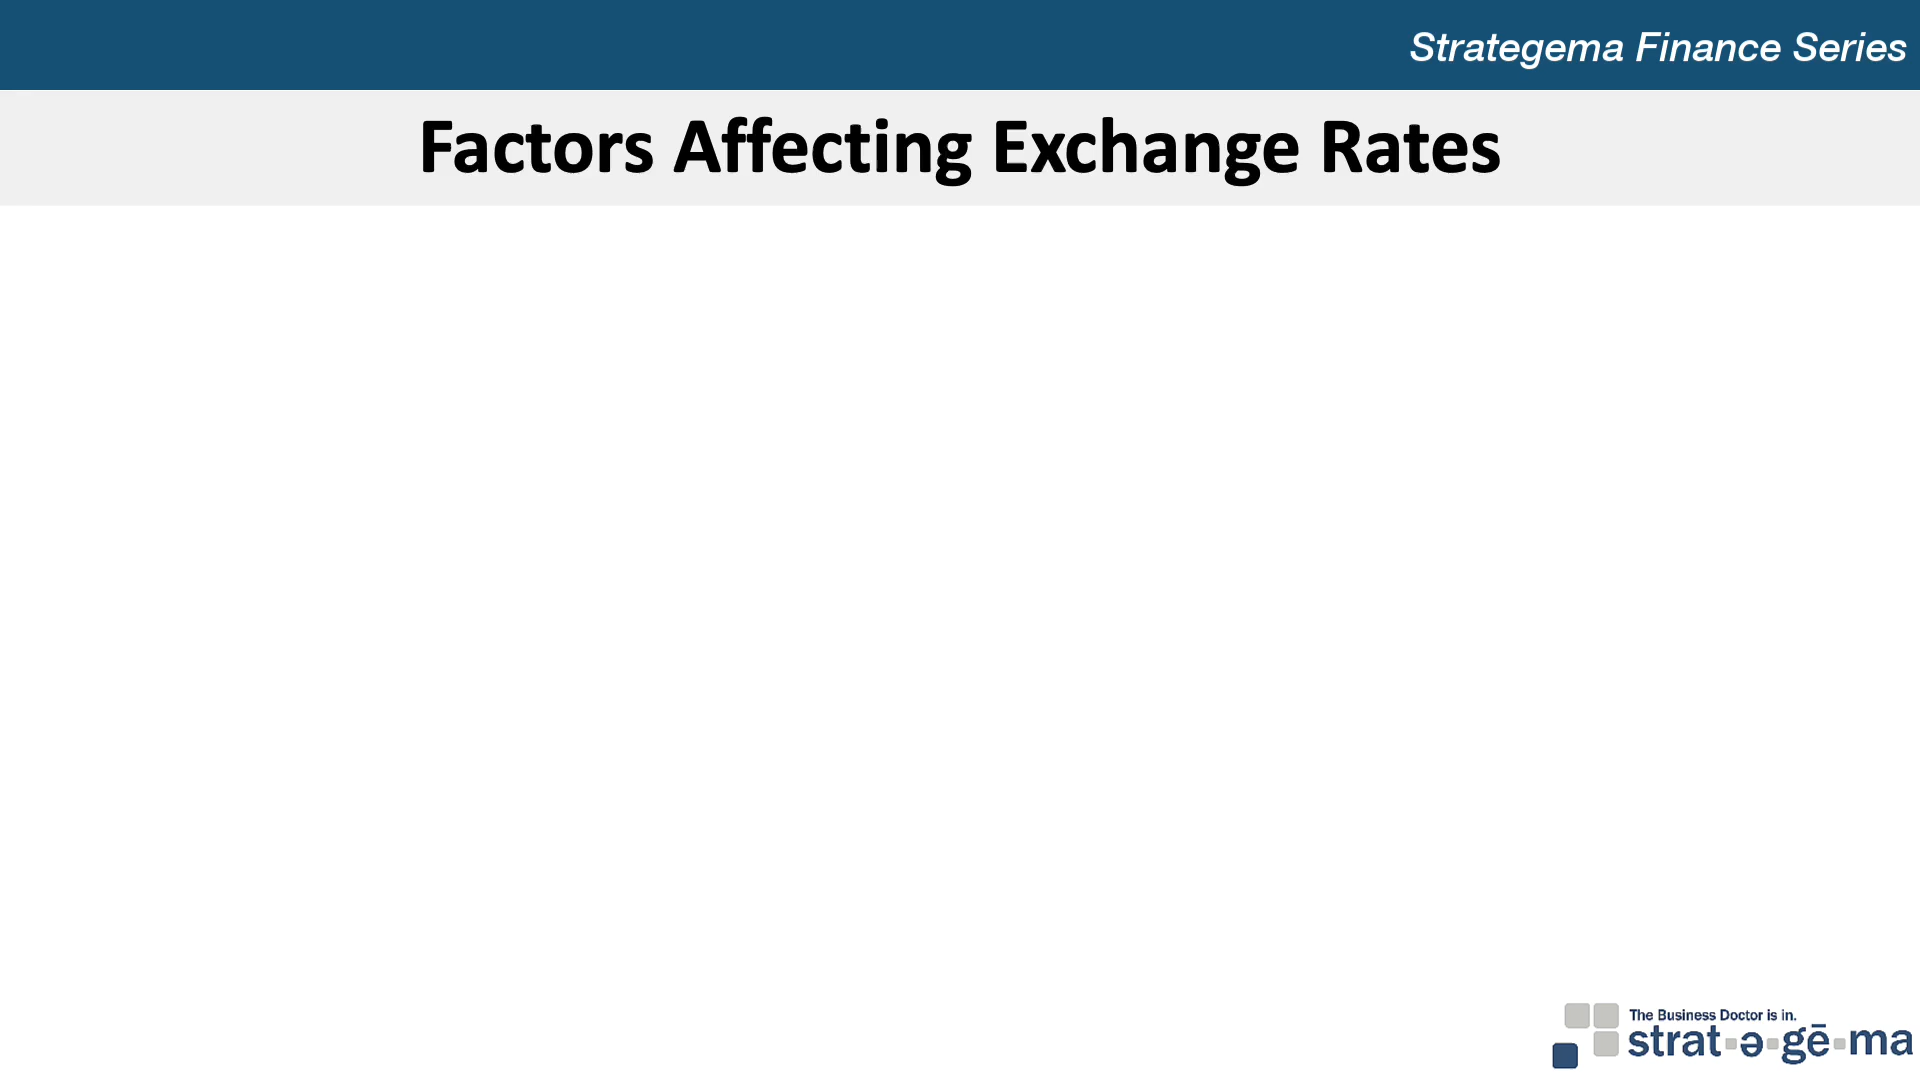 Strategema Finance Series
Factors Affecting Exchange Rates
The Business Doctor is in.
strat-ə-gē-ma